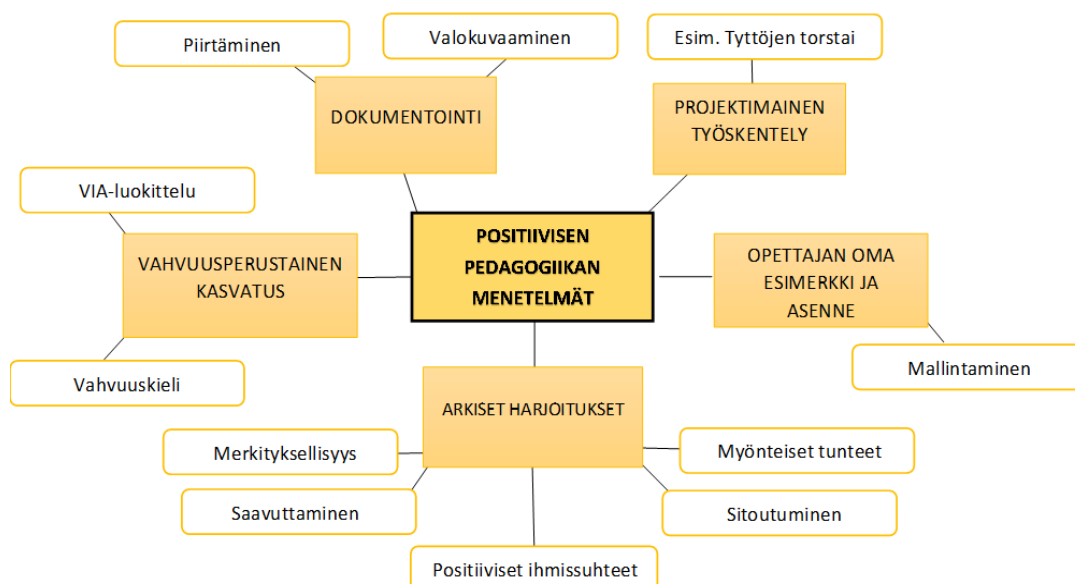 Piirtäminen
Valokuvaaminen
Esim. Tyttöjen torstai
DOKUMENTOINTI
PROJEKTIMAINEN
TYÖSKENTELY
VIA-luokittelu
VAHVUUSPERUSTAINEN
KASVATUS
Vahvuuskieli
POSITIIVISEN
PEDAGOGIIKAN
MENETELMÄT
OPETTAJAN OMA
ESIMERKKI JA
ASENNE
Mallintaminen
ARKISET HARJOITUKSET
Merkityksellisyys
Myönteiset tunteet
Saavuttaminen
Sitoutuminen
Positiiviset ihmissuhteet